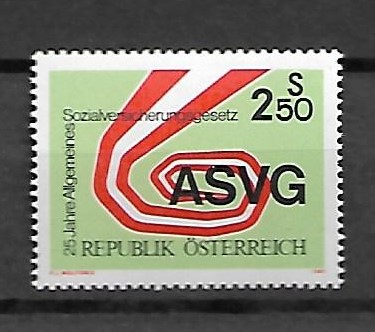 25 Jahre Allgemeines
Sozialversicherungsgesetz
S
2.50
ASVG
REPUBLIK ÖSTERREICH